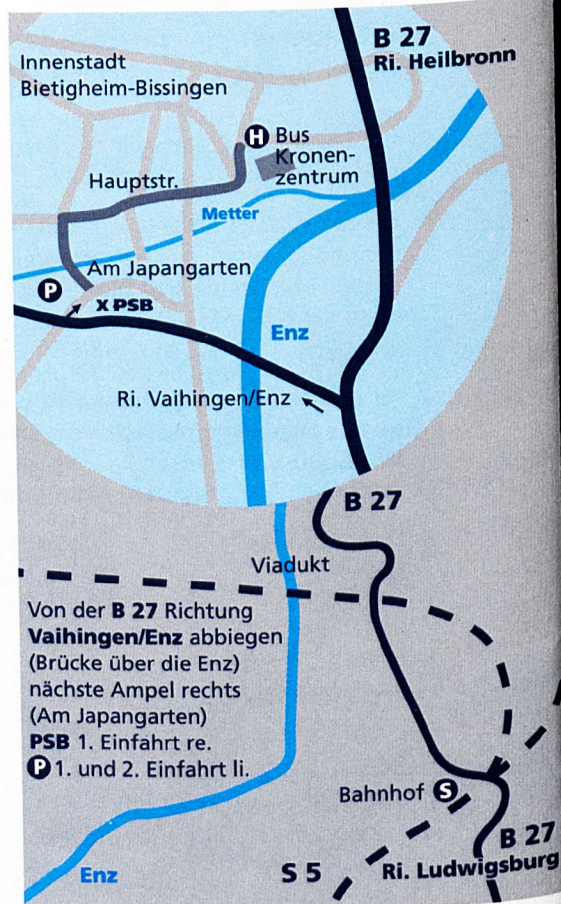 B 27
Ri. Heilbronn
Innenstadt
Bietigheim-Bissingen
H Bus
Kronen-
zentrum
Hauptstr.
Metter
Am Japangarten
P
X PSB
Enz
Ri. Vaihingen/Enz
B 27
Viadukt
Von der B 27 Richtung
Vaihingen/Enz abbiegen
(Brücke über die Enz)
nächste Ampel rechts
(Am Japangarten)
PSB 1. Einfahrt re.
P 1. und 2. Einfahrt li.
Bahnhof S
B 27
Ri. Ludwigsburg
S 5
Enz